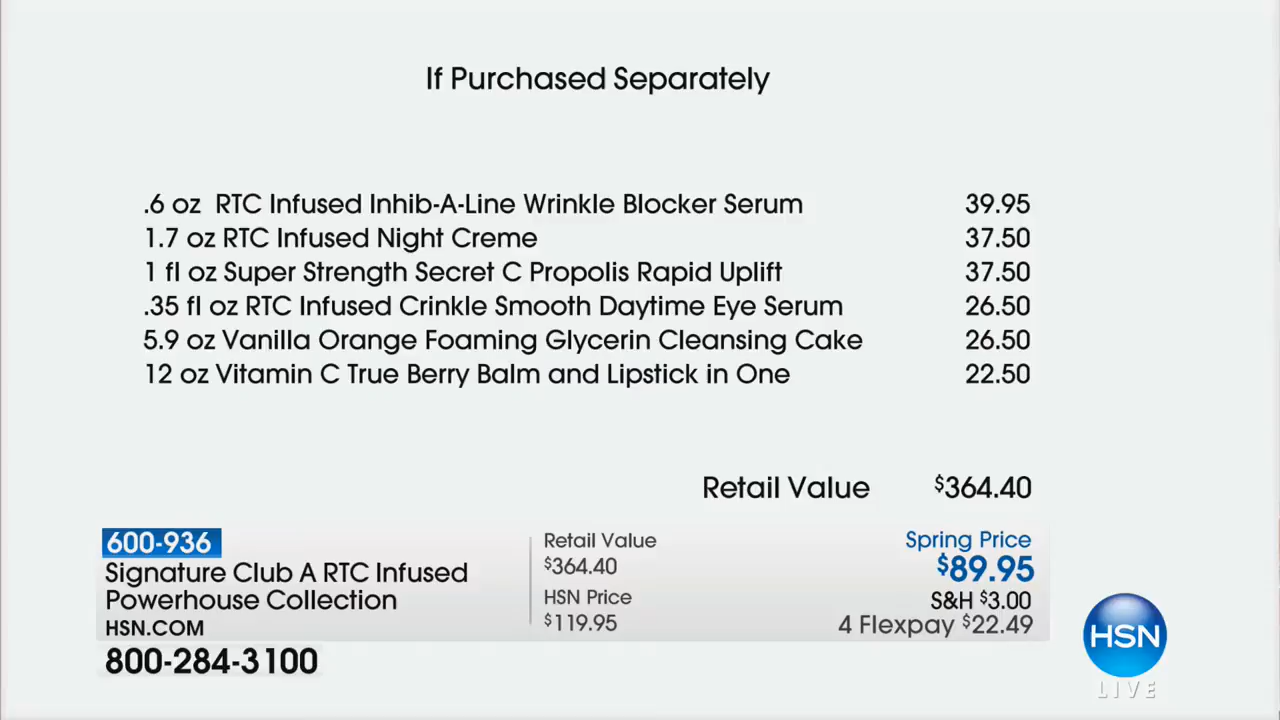 If Purchased Separately
.6 oz RTC Infused Inhib-A-Line Wrinkle Blocker Serum 39.95
1.7 oz RTC Infused Night Creme 37.50
1 fl oz Super Strength Secret C Propolis Rapid Uplift 37.50
.35 fl oz RTC Infused Crinkle Smooth Daytime Eye Serum 26.50
5.9 oz Vanilla Orange Foaming Glycerin Cleansing Cake 26.50
12 oz Vitamin C True Berry Balm and Lipstick in One 22.50
Retail Value $364.40
600-936
Signature Club A RTC Infused
Powerhouse Collection
HSN.COM
800-284-3100
Retail Value
$364.40
HSN Price
$119.95
Spring Price
$89.95
S&H $3.00
4 Flexpay $22.49
HSN
LIVE